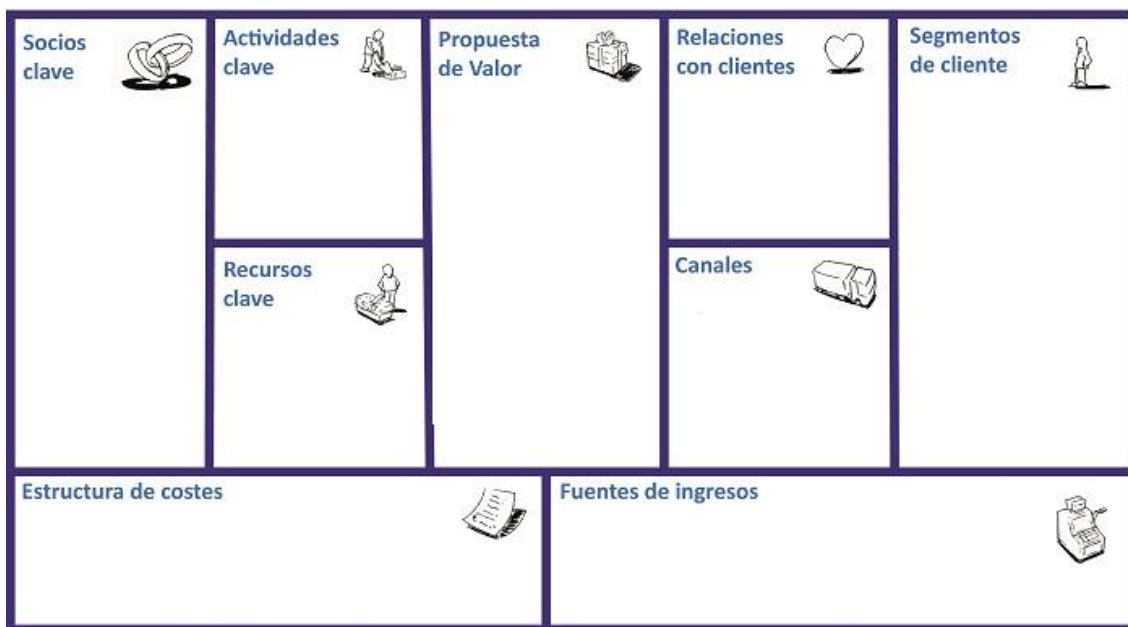 Socios
clave
Actividades
clave
Propuesta
de Valor
Relaciones
con clientes
Segmentos
de cliente
Recursos
clave
Canales
Estructura de costes
Fuentes de ingresos